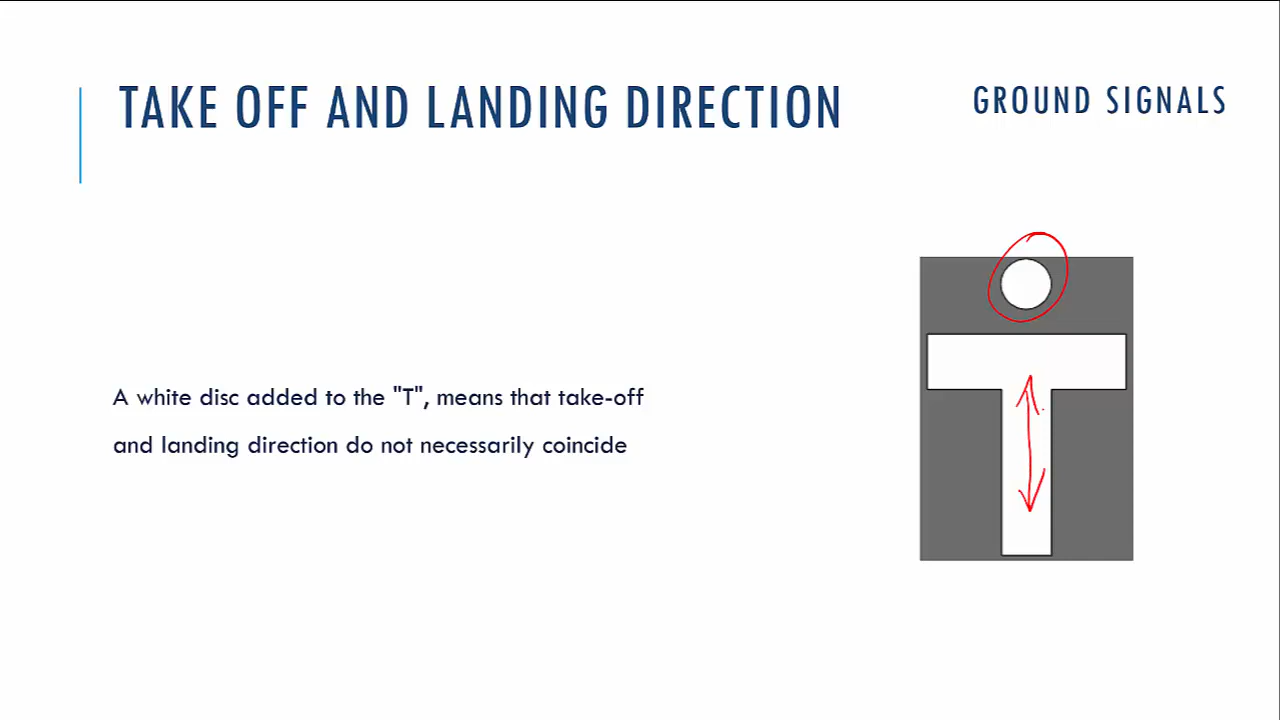 TAKE OFF AND LANDING DIRECTION
GROUND SIGNALS
A white disc added to the "T", means that take-off
and landing direction do not necessarily coincide
T